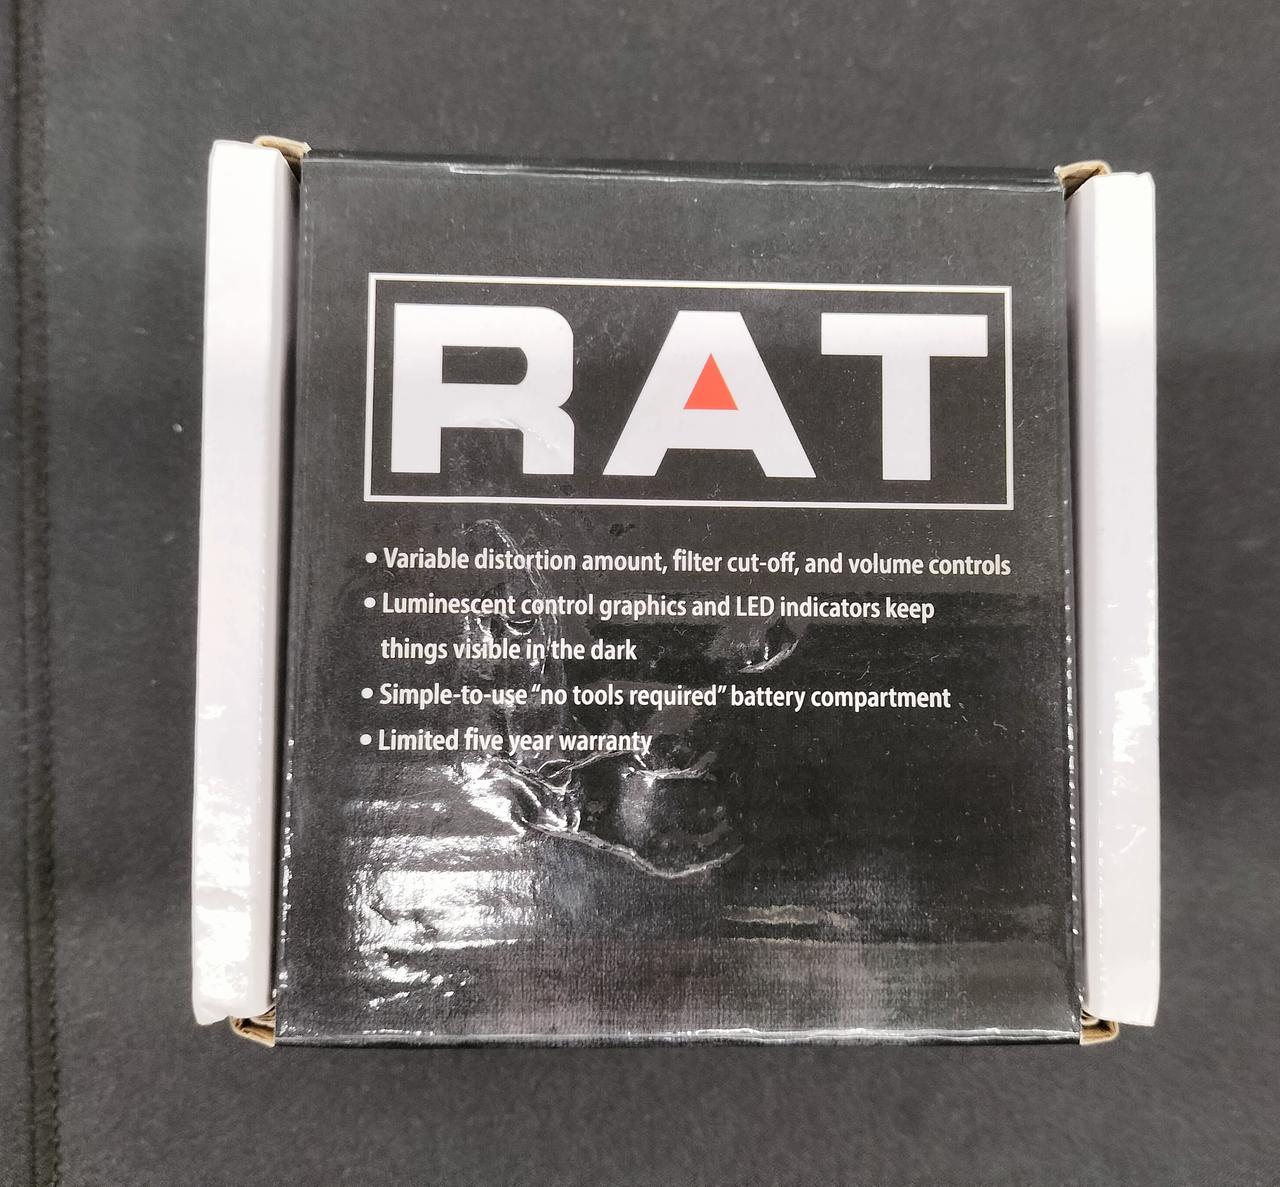 RAT
• Variable distortion amount, filter cut-off, and volume controls
• Luminescent control graphics and LED indicators keep
things visible in the dark
• Simple-to-use “no tools required” battery compartment
• Limited five year warranty